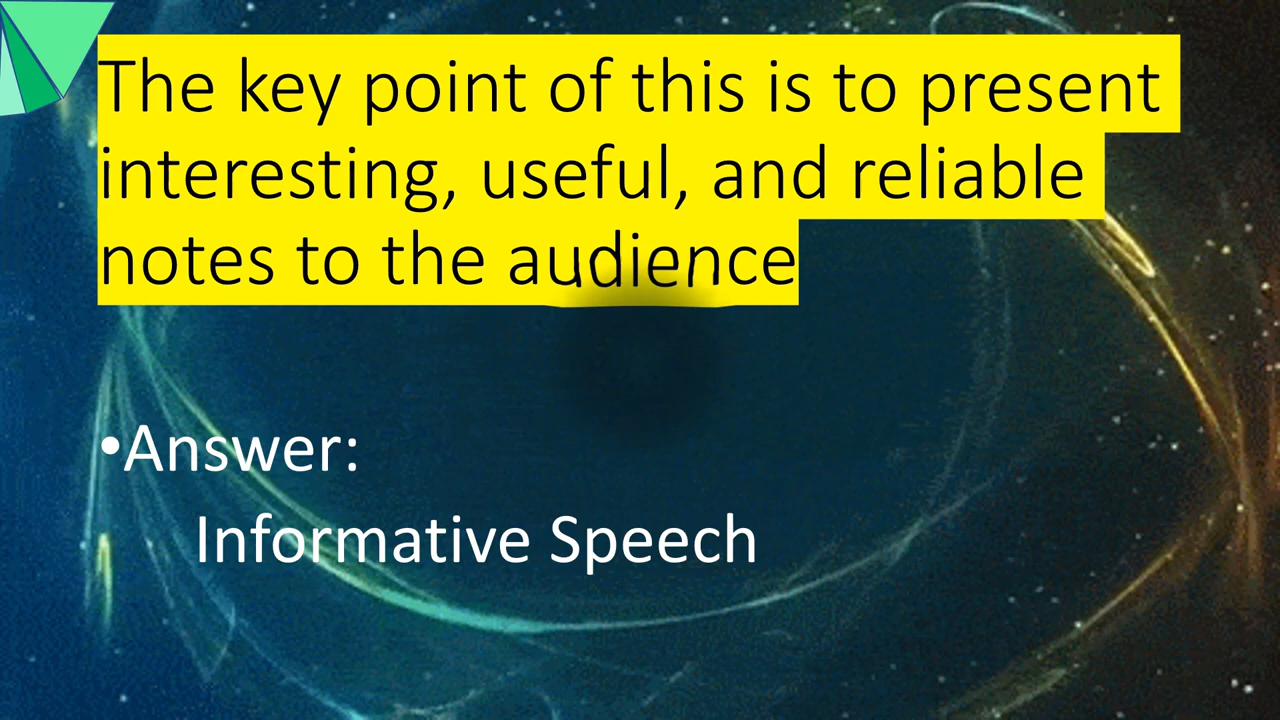 The key point of this is to present
interesting, useful, and reliable
notes to the audience
•Answer:
Informative Speech